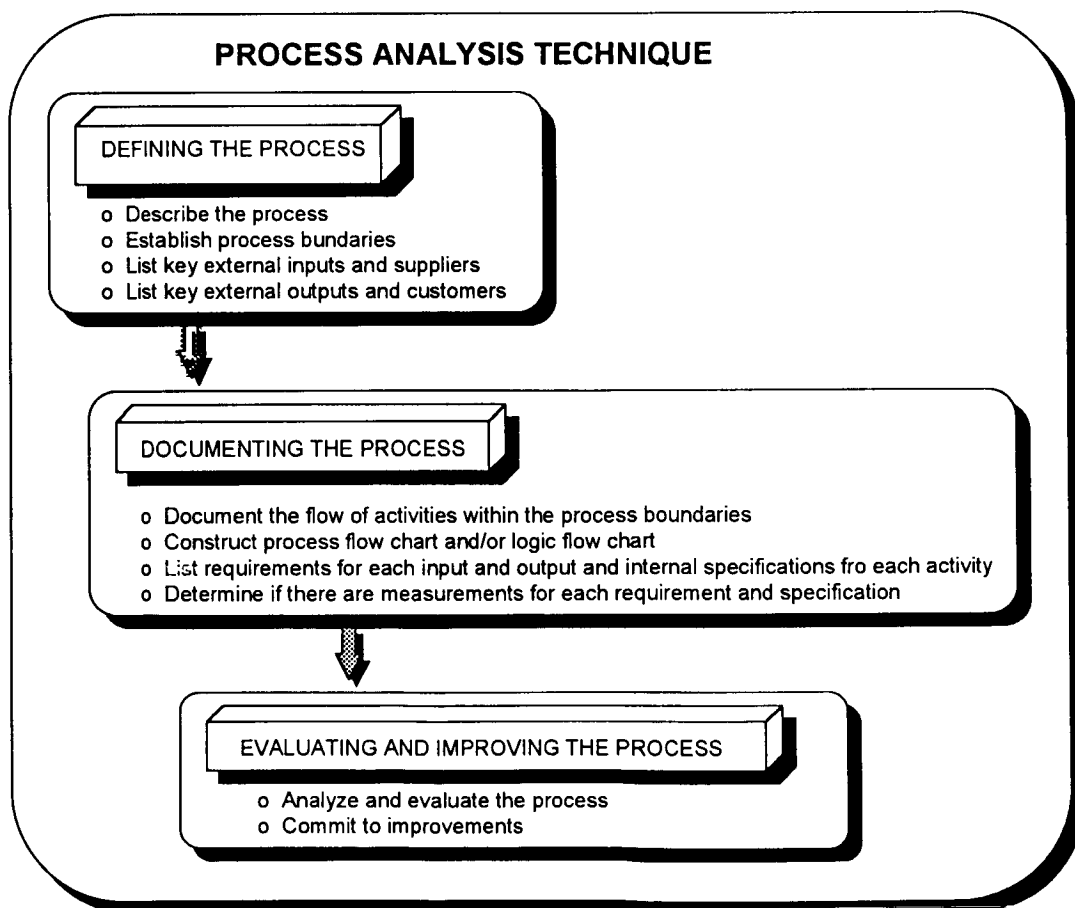 PROCESS ANALYSIS TECHNIQUE
DEFINING THE PROCESS
o Describe the process
o Establish process bundaries
o List key external inputs and suppliers
o List key external outputs and customers
DOCUMENTING THE PROCESS
o Document the flow of activities within the process boundaries
o Construct process flow chart and/or logic flow chart
o List requirements for each input and output and internal specifications fro each activity
o Determine if there are measurements for each requirement and specification
EVALUATING AND IMPROVING THE PROCESS
o Analyze and evaluate the process
o Commit to improvements